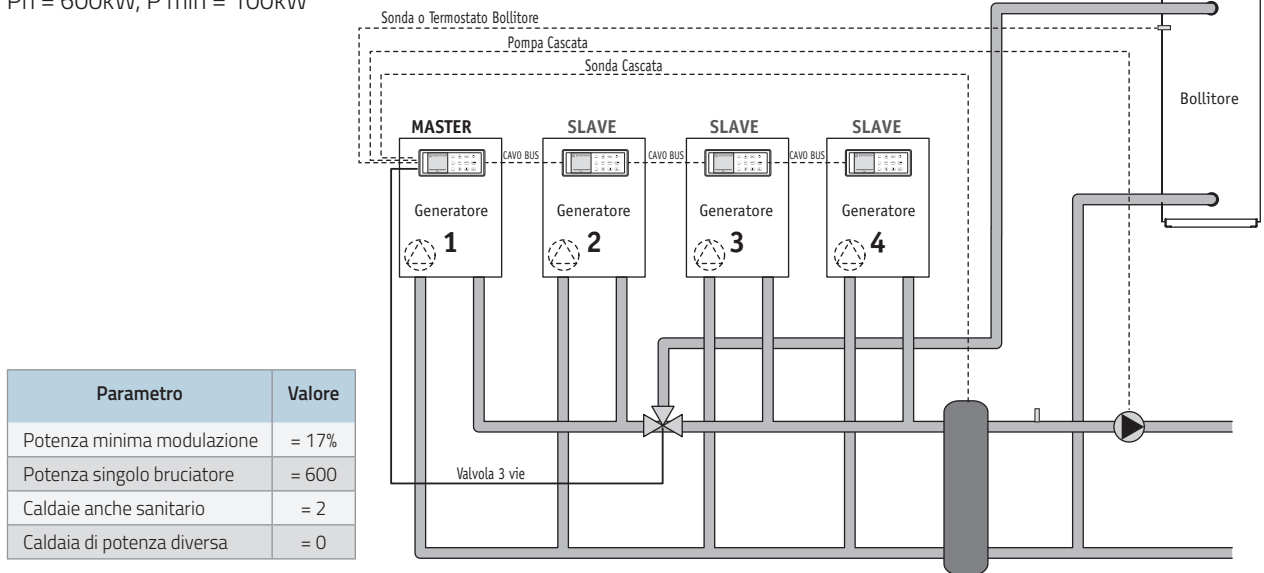 Pn = 600kW, P min = 100kW
Sonda o Termostato Bollitore
Pompa Cascata
Sonda Cascata
Bollitore
MASTER
SLAVE
SLAVE
SLAVE
CAVO BUS
CAVO BUS
CAVO BUS
Generatore
1
Generatore
2
Generatore
3
Generatore
4
Valvola 3 vie
Parametro Valore
Potenza minima modulazione = 17%
Potenza singolo bruciatore = 600
Caldaie anche sanitario = 2
Caldaia di potenza diversa = 0